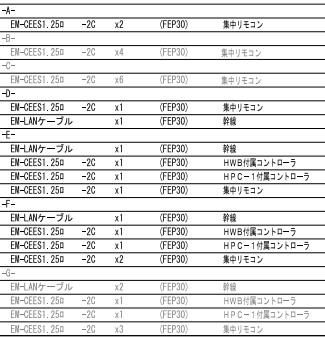 -A-
EM-CEES1.25□ -2C x2 (FEP30) 集中リモコン
-B-
EM-CEES1.25□ -2C x4 (FEP30) 集中リモコン
-C-
EM-CEES1.25□ -2C x6 (FEP30) 集中リモコン
-D-
EM-CEES1.25□ -2C x1 (FEP30) 集中リモコン
EM-LANケーブル x1 (FEP30) 幹線
-E-
EM-LANケーブル x1 (FEP30) 幹線
EM-CEES1.25□ -2C x1 (FEP30) HWB付属コントローラ
EM-CEES1.25□ -2C x1 (FEP30) HPC-1付属コントローラ
EM-CEES1.25□ -2C x1 (FEP30) 集中リモコン
-F-
EM-LANケーブル x1 (FEP30) 幹線
EM-CEES1.25□ -2C x1 (FEP30) HWB付属コントローラ
EM-CEES1.25□ -2C x1 (FEP30) HPC-1付属コントローラ
EM-CEES1.25□ -2C x2 (FEP30) 集中リモコン
-G-
EM-LANケーブル x2 (FEP30) 幹線
EM-CEES1.25□ -2C x1 (FEP30) HWB付属コントローラ
EM-CEES1.25□ -2C x1 (FEP30) HPC-1付属コントローラ
EM-CEES1.25□ -2C x3 (FEP30) 集中リモコン